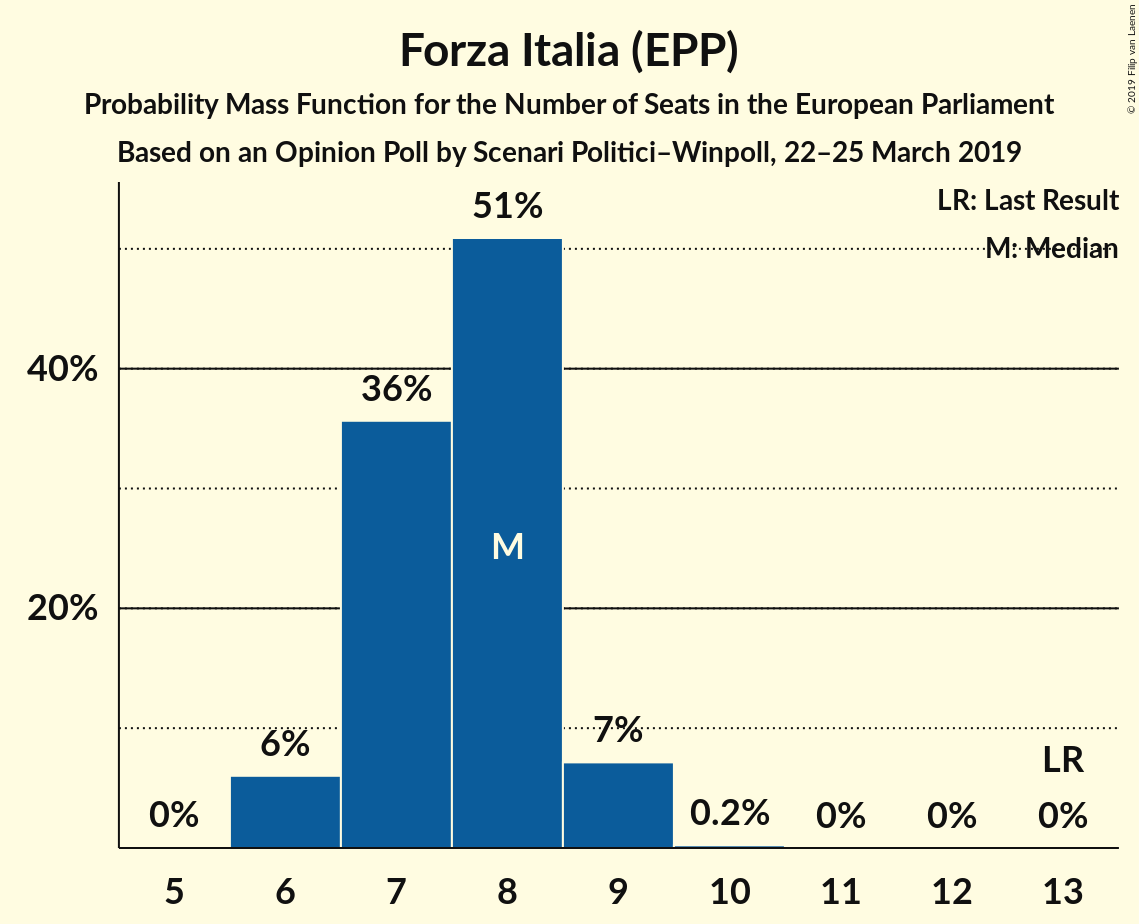 Forza Italia (EPP)
Probability Mass Function for the Number of Seats in the European Parliament
Based on an Opinion Poll by Scenari Politici–Winpoll, 22–25 March 2019
© 2019 Filip van Laenen
LR: Last Result
M: Median
51%
40%
36%
M
20%
6%
7%
LR
0%
0.2%
0%
0%
0%
5 6 7 8 9 10 11 12 13